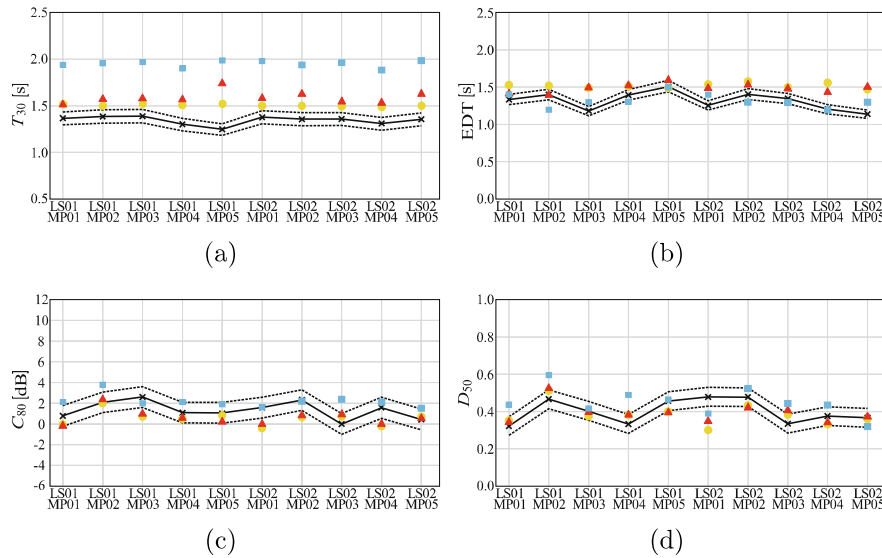 2.5
2.0
1.5
1.0
0.5
T30 [s]
LS01 LS01 LS01 LS01 LS01 LS02 LS02 LS02 LS02 LS02
MP01 MP02 MP03 MP04 MP05 MP01 MP02 MP03 MP04 MP05
(a)
2.5
2.0
1.5
1.0
0.5
0.0
EDT [s]
LS01 LS01 LS01 LS01 LS01 LS02 LS02 LS02 LS02 LS02
MP01 MP02 MP03 MP04 MP05 MP01 MP02 MP03 MP04 MP05
(b)
12
10
8
6
4
2
0
-2
-4
-6
C80 [dB]
LS01 LS01 LS01 LS01 LS01 LS02 LS02 LS02 LS02 LS02
MP01 MP02 MP03 MP04 MP05 MP01 MP02 MP03 MP04 MP05
(c)
1.0
0.8
0.6
0.4
0.2
0.0
D50
LS01 LS01 LS01 LS01 LS01 LS02 LS02 LS02 LS02 LS02
MP01 MP02 MP03 MP04 MP05 MP01 MP02 MP03 MP04 MP05
(d)